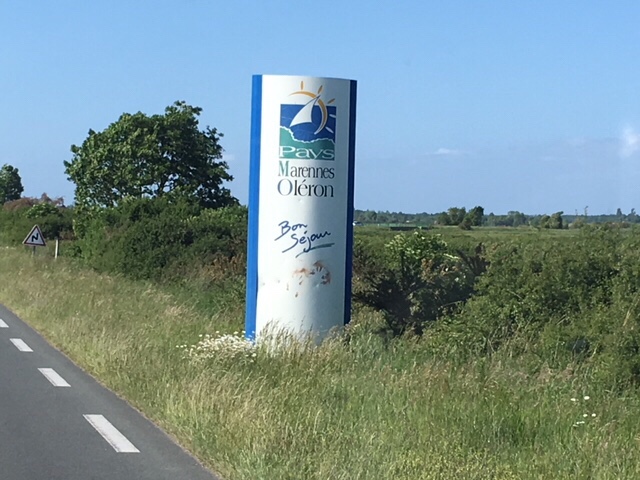 Pays
Marennes
Oléron
Bon
Séjour